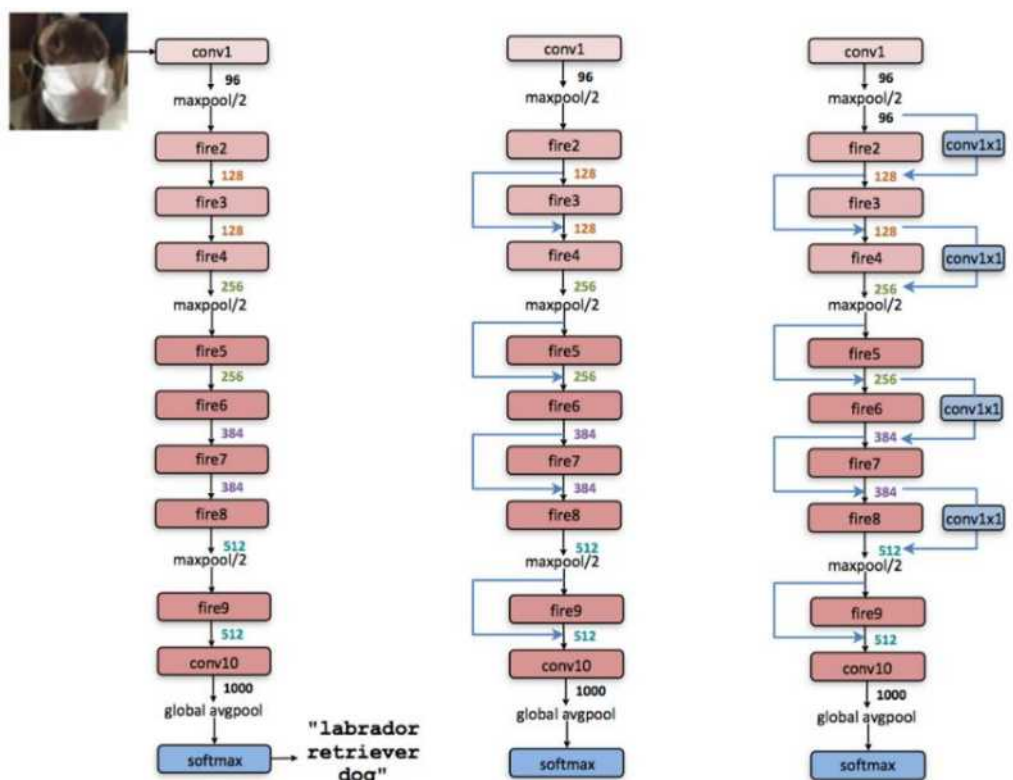 conv1
96
maxpool/2
fire2
128
fire3
128
fire4
256
maxpool/2
fire5
256
fire6
384
fire7
384
fire8
512
maxpool/2
fire9
512
conv10
1000
global avgpool
softmax
"labrador
retriever
dog"
conv1
96
maxpool/2
fire2
128
fire3
128
fire4
256
maxpool/2
fire5
256
fire6
384
fire7
384
fire8
512
maxpool/2
fire9
512
conv10
1000
global avgpool
softmax
conv1
96
maxpool/2
96
conv1x1
fire2
128
fire3
128
conv1x1
fire4
256
maxpool/2
fire5
256
conv1x1
fire6
384
fire7
384
conv1x1
fire8
512
maxpool/2
fire9
512
conv10
1000
global avgpool
softmax